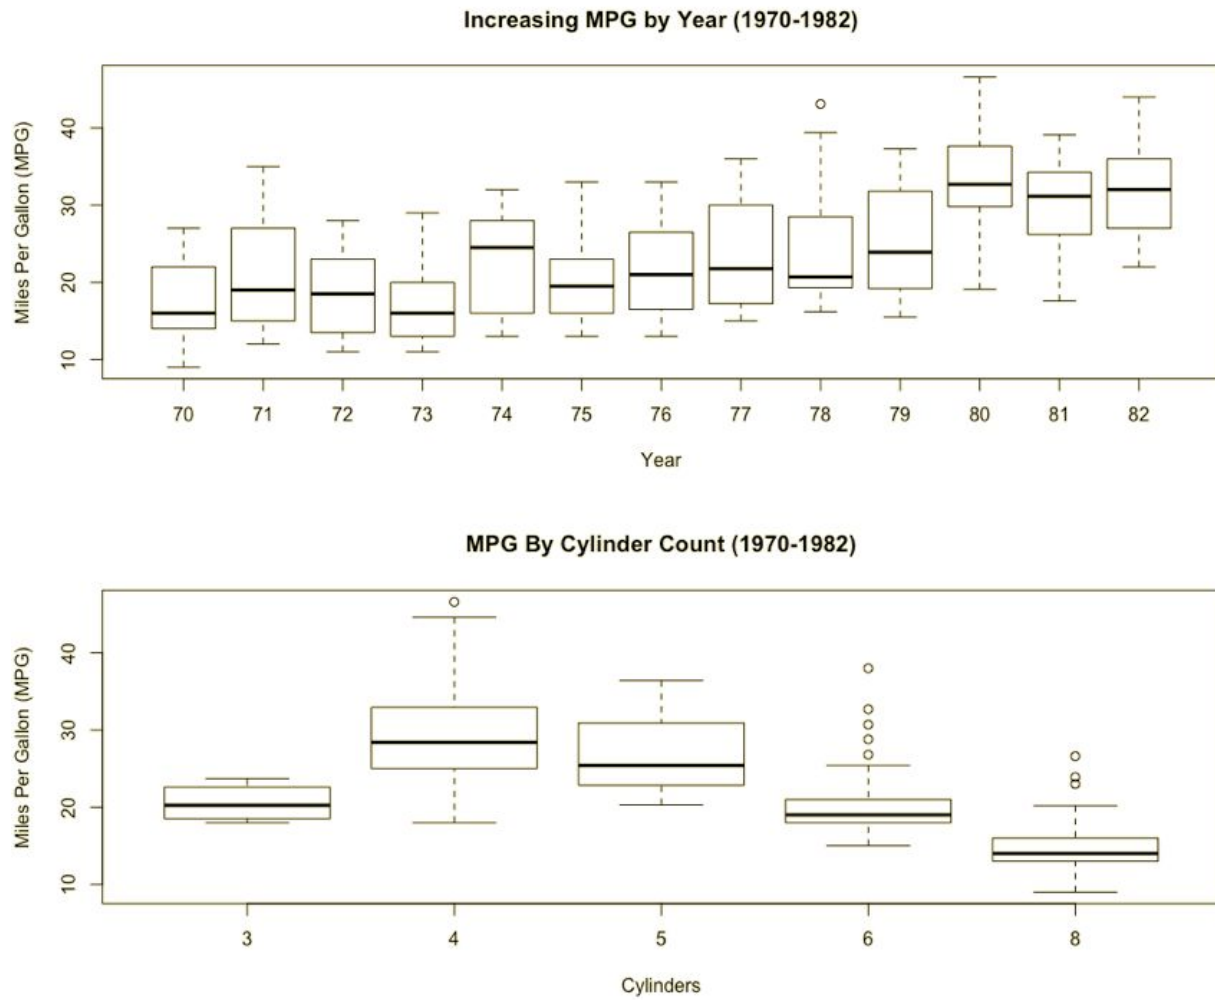 Increasing MPG by Year (1970-1982)
Miles Per Gallon (MPG)
40
30
20
10
70 71 72 73 74 75 76 77 78 79 80 81 82
Year
MPG By Cylinder Count (1970-1982)
Miles Per Gallon (MPG)
40
30
20
10
3 4 5 6 8
Cylinders